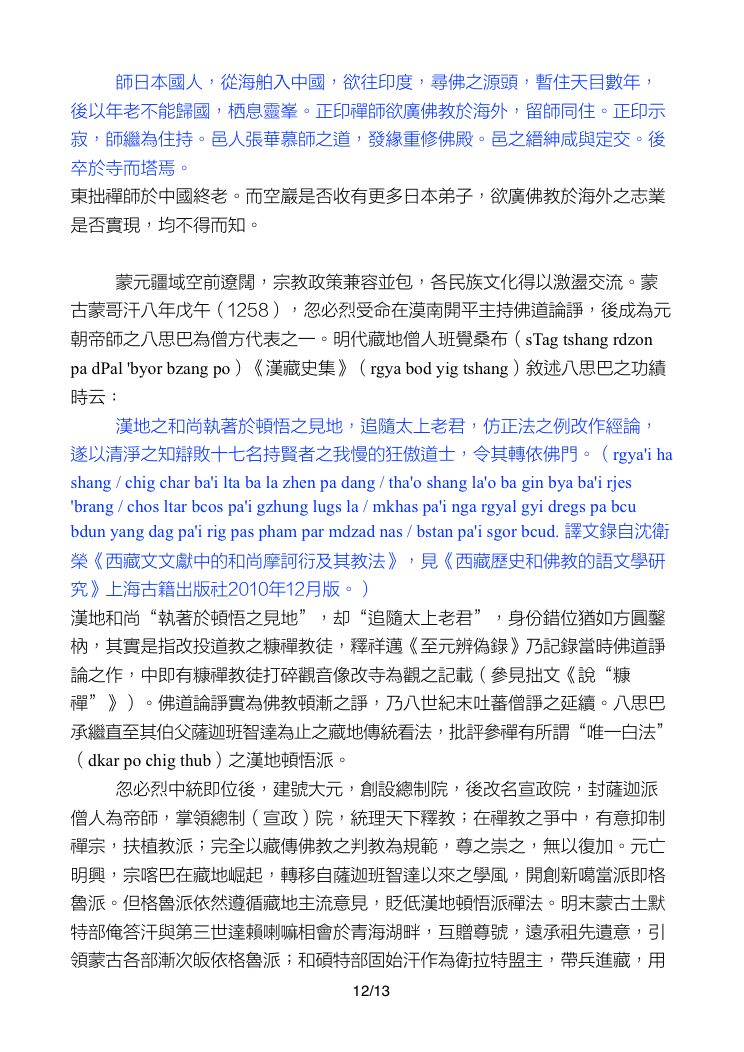 師日本國人，從海舶入中國，欲往印度，尋佛之源頭，暫住天目數年，
後以年老不能歸國，栖息靈峯。正印禪師欲廣佛教於海外，留師同住。正印示
寂，師繼為住持。邑人張華慕師之道，發緣重修佛殿。邑之縉紳咸與定交。後
卒於寺而塔焉。
東拙禪師於中國終老。而空巖是否收有更多日本弟子，欲廣佛教於海外之志業
是否實現，均不得而知。
蒙元疆域空前遼闊，宗教政策兼容並包，各民族文化得以激盪交流。蒙
古蒙哥汗八年戊午（1258），忽必烈受命在漠南開平主持佛道論諍，後成為元
朝帝師之八思巴為僧方代表之一。明代藏地僧人班覺桑布（sTag tshang rdzon
pa dPal 'byor bzang po）《漢藏史集》（rgya bod yig tshang）敘述八思巴之功績
時云：
漢地之和尚執著於頓悟之見地，追隨太上老君，仿正法之例改作經論，
遂以清淨之知辯敗十七名持賢者之我慢的狂傲道士，令其轉依佛門。（rgya'i ha
shang / chig char ba'i lta ba la zhen pa dang / tha'o shang la'o ba gin bya ba'i rjes
'brang / chos ltar bcos pa'i gzhung lugs la / mkhas pa'i nga rgyal gyi dregs pa bcu
bdun yang dag pa'i rig pas pham par mdzad nas / bstan pa'i sgor bcud. 譯文錄自沈衛
榮《西藏文文獻中的和尚摩訶衍及其教法》，見《西藏歷史和佛教的語文學研
究》上海古籍出版社2010年12月版。）
漢地和尚“執著於頓悟之見地”，却“追隨太上老君”，身份錯位猶如方圓鑿
枘，其實是指改投道教之糠禪教徒，釋祥邁《至元辨偽錄》乃記錄當時佛道諍
論之作，中即有糠禪教徒打碎觀音像改寺為觀之記載（參見拙文《說“糠
禪”》）。佛道論諍實為佛教頓漸之諍，乃八世紀末吐蕃僧諍之延續。八思巴
承繼直至其伯父薩迦班智達為止之藏地傳統看法，批評參禪有所謂“唯一白法”
（dkar po chig thub）之漢地頓悟派。
忽必烈中統即位後，建號大元，創設總制院，後改名宣政院，封薩迦派
僧人為帝師，掌領總制（宣政）院，統理天下釋教；在禪教之爭中，有意抑制
禪宗，扶植教派；完全以藏傳佛教之判教為規範，尊之崇之，無以復加。元亡
明興，宗喀巴在藏地崛起，轉移自薩迦班智達以來之學風，開創新噶當派即格
魯派。但格魯派依然遵循藏地主流意見，貶低漢地頓悟派禪法。明末蒙古土默
特部俺答汗與第三世達賴喇嘛相會於青海湖畔，互贈尊號，遠承祖先遺意，引
領蒙古各部漸次皈依格魯派；和碩特部固始汗作為衛拉特盟主，帶兵進藏，用
12/13